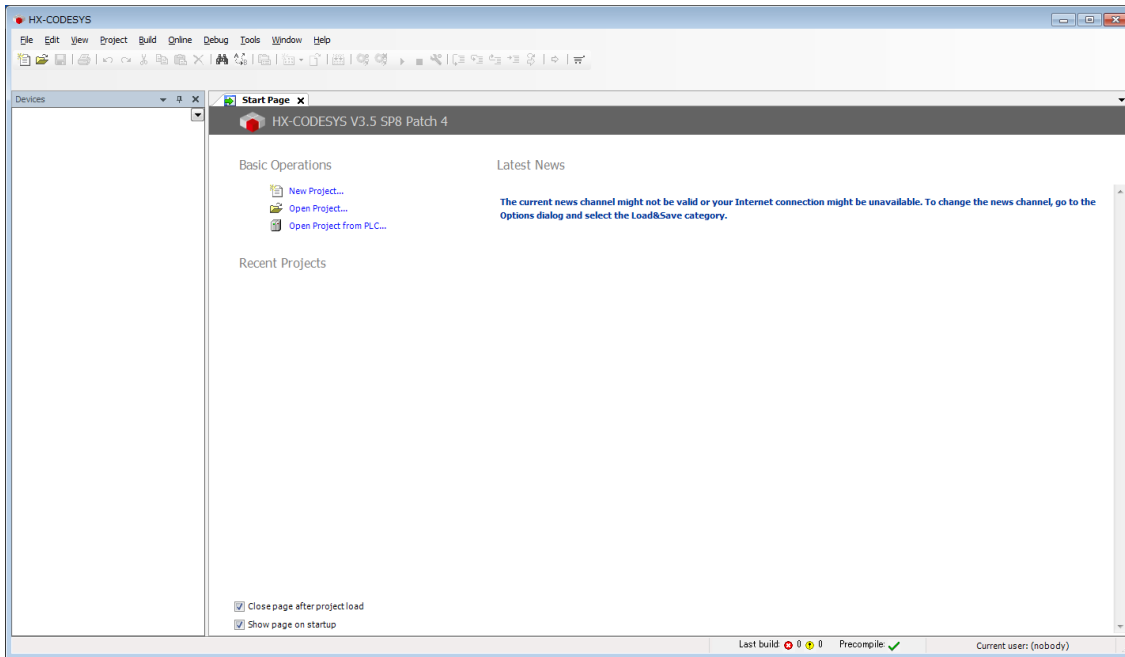 HX-CODESYS
File Edit View Project Build Online Debug Tools Window Help
Devices
Start Page
HX-CODESYS V3.5 SP8 Patch 4
Basic Operations
Latest News
New Project...
Open Project...
Open Project from PLC...
The current news channel might not be valid or your Internet connection might be unavailable. To change the news channel, go to the
Options dialog and select the Load&Save category.
Recent Projects
Close page after project load
Show page on startup
Last build: 0 0 Precompile: Current user: (nobody)